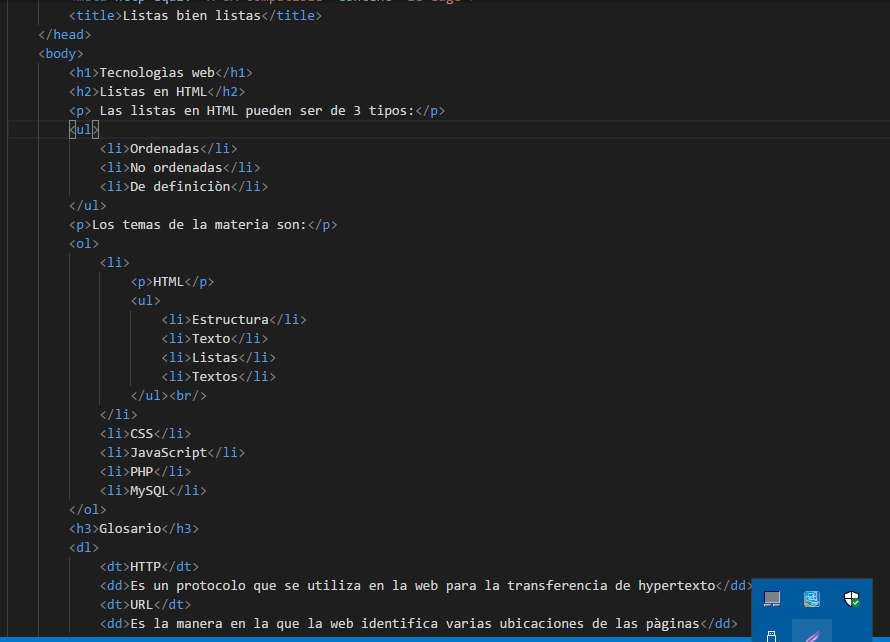 <title>Listas bien listas</title>
</head>
<body>
<h1>Tecnologìas web</h1>
<h2>Listas en HTML</h2>
<p> Las listas en HTML pueden ser de 3 tipos:</p>
<ul>
<li>Ordenadas</li>
<li>No ordenadas</li>
<li>De definiciòn</li>
</ul>
<p>Los temas de la materia son:</p>
<ol>
<li>
<p>HTML</p>
<ul>
<li>Estructura</li>
<li>Texto</li>
<li>Listas</li>
<li>Textos</li>
</ul><br/>
</li>
<li>CSS</li>
<li>JavaScript</li>
<li>PHP</li>
<li>MySQL</li>
</ol>
<h3>Glosario</h3>
<dl>
<dt>HTTP</dt>
<dd>Es un protocolo que se utiliza en la web para la transferencia de hypertexto</dd>
<dt>URL</dt>
<dd>Es la manera en la que la web identifica varias ubicaciones de las pàginas</dd>